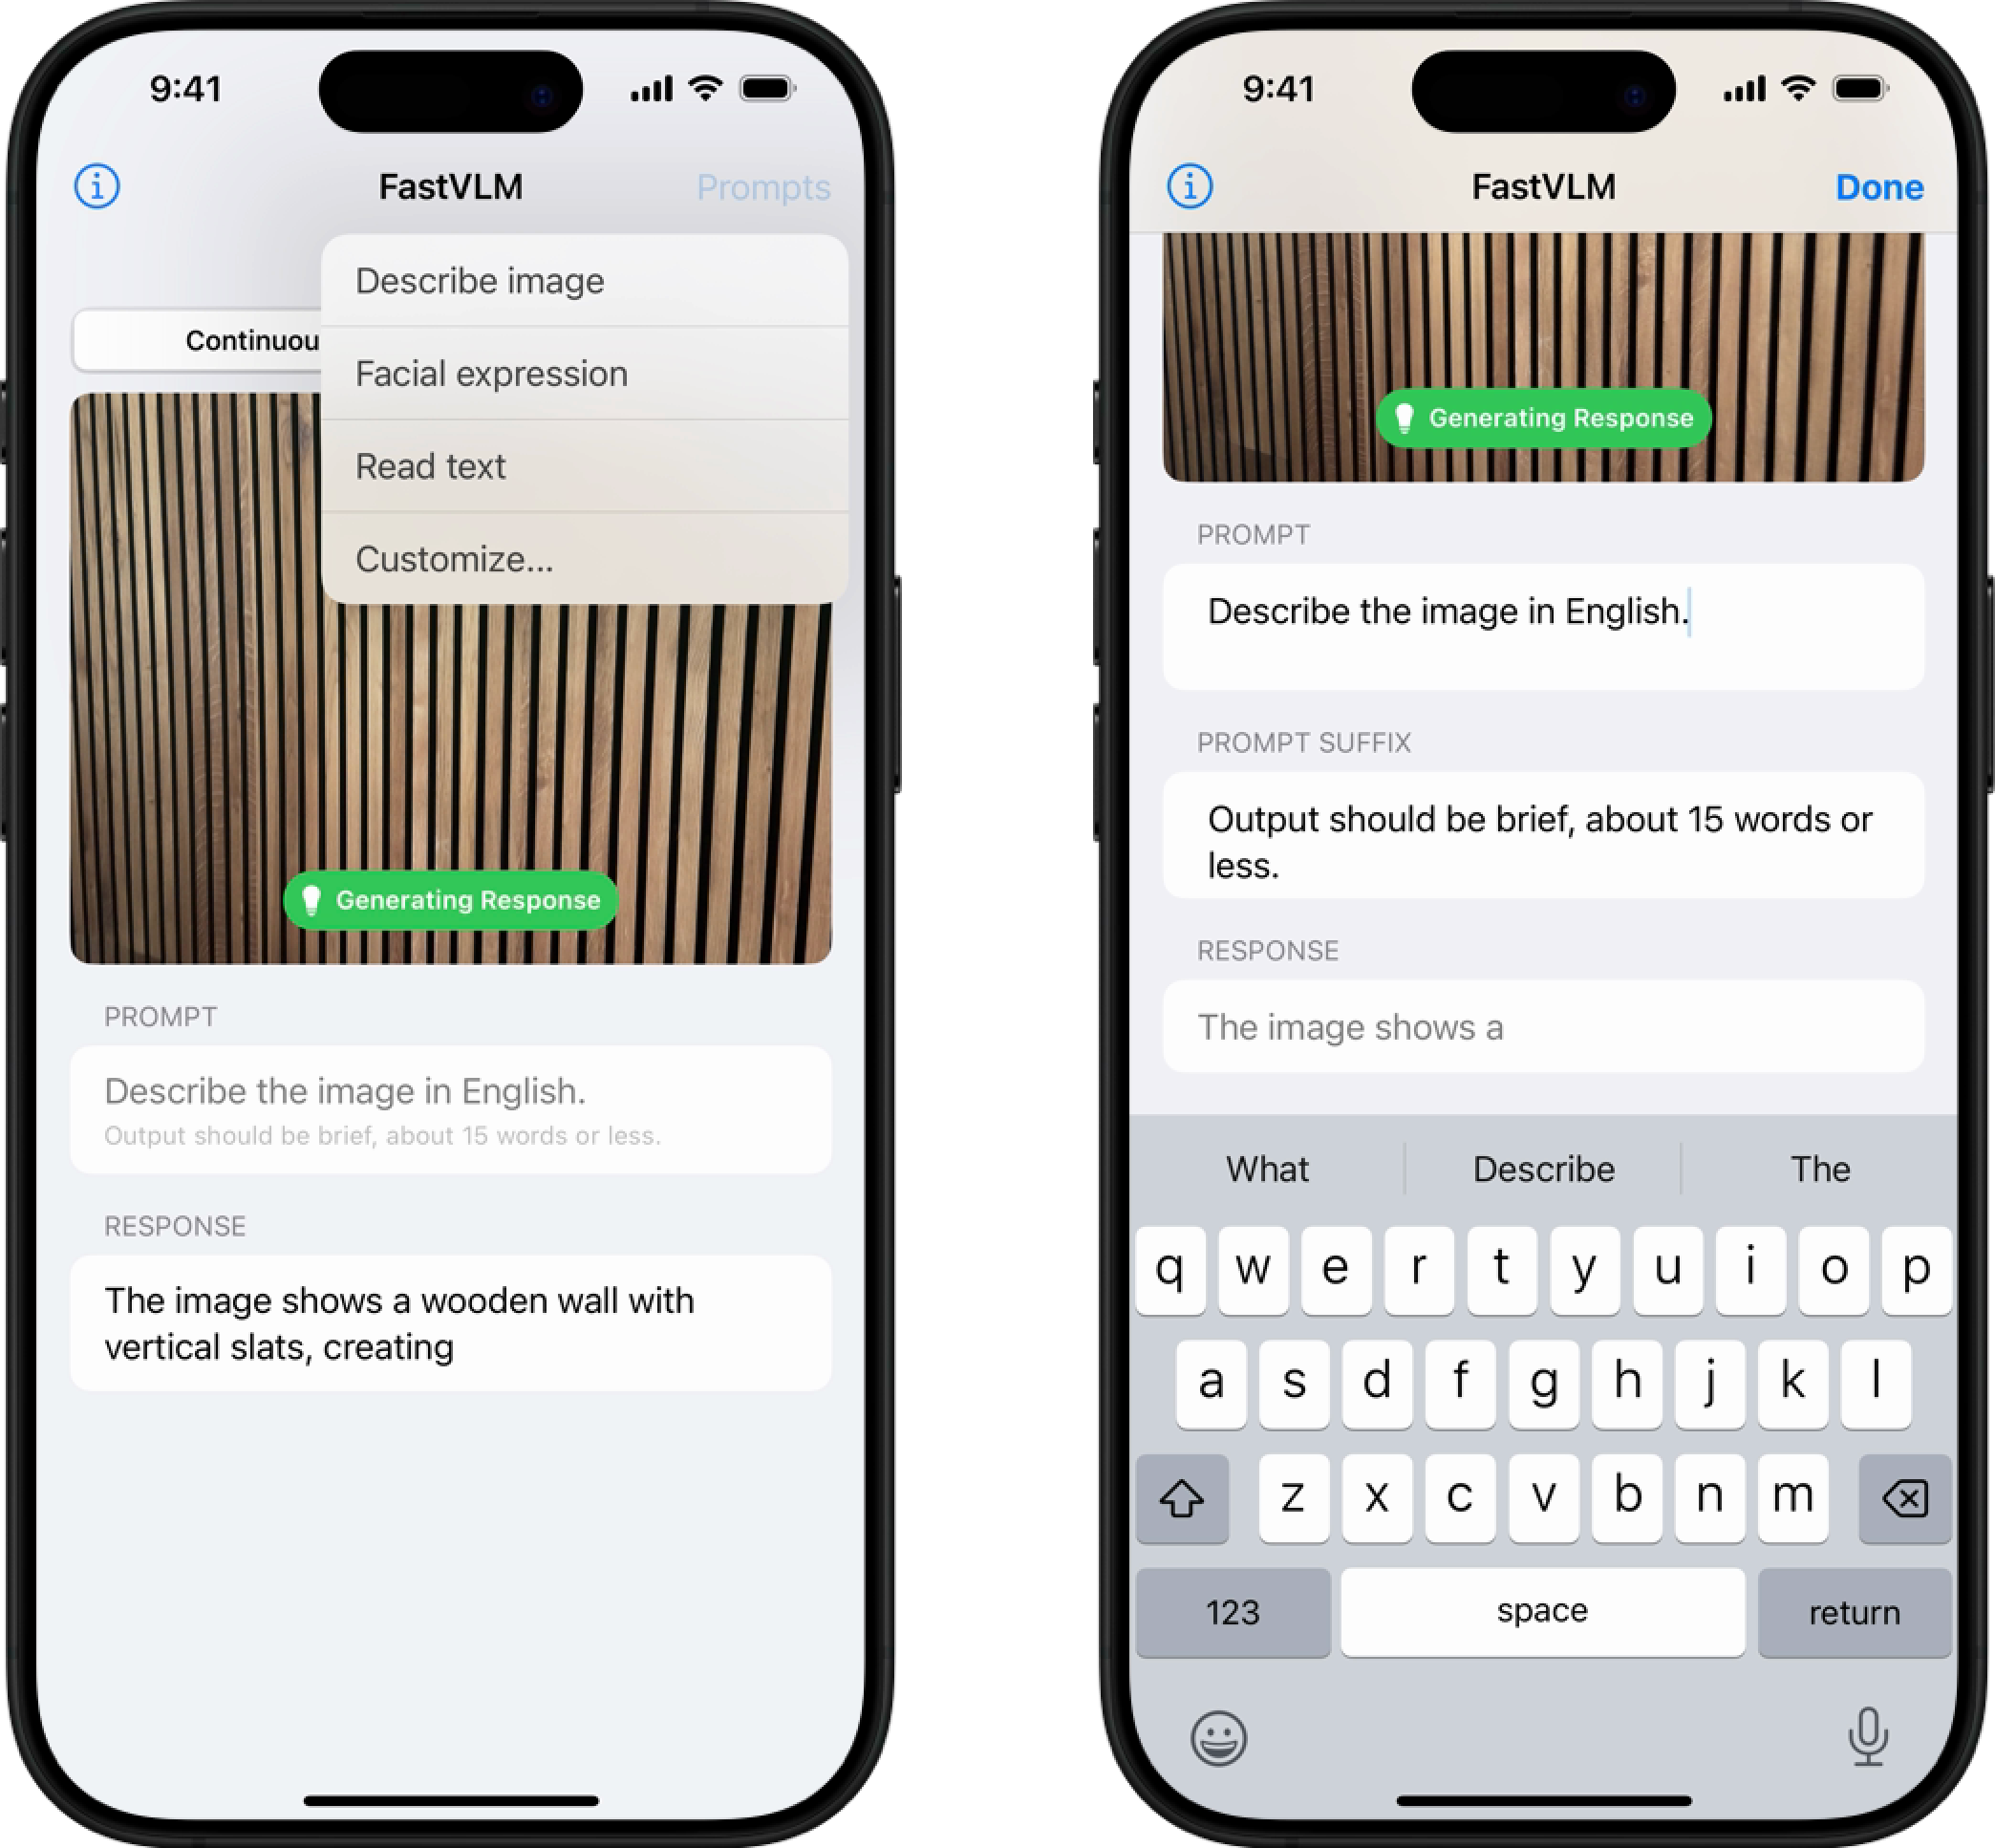 9:41
FastVLM
Prompts
Describe image
Facial expression
Read text
Customize...
Continuou
Generating Response
PROMPT
Describe the image in English.
Output should be brief, about 15 words or less.
RESPONSE
The image shows a wooden wall with
vertical slats, creating
9:41
FastVLM
Done
Generating Response
PROMPT
Describe the image in English.
PROMPT SUFFIX
Output should be brief, about 15 words or
less.
RESPONSE
The image shows a
What Describe The
q w e r t y u i o p
a s d f g h j k l
z x c v b n m
123 space return